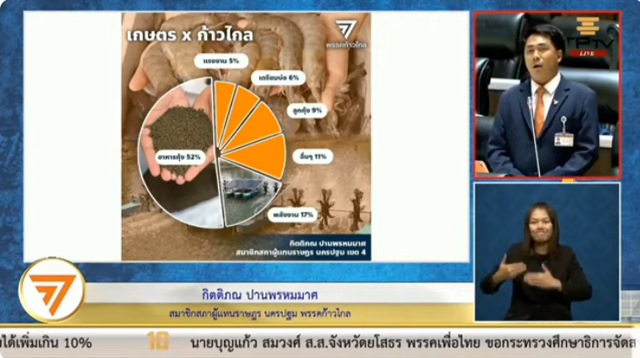 เกษตร x ก้าวไกล
พรรคก้าวไกล
แรงงาน 5%
เตรียมบ่อ 6%
ลูกกุ้ง 9%
อาหารกุ้ง 52%
อื่นๆ 11%
พลังงาน 17%
กิตติภณ ปานพรหมมาศ
สมาชิกสภาผู้แทนราษฎร นครปฐม เขต 4
TPTV
LIVE
กิตติภณ ปานพรหมมาศ
สมาชิกสภาผู้แทนราษฎร นครปฐม พรรคก้าวไกล
ได้เพิ่มเกิน 10% 10 นายบุญแก้ว สมวงศ์ ส.ส.จังหวัดยโสธร พรรคเพื่อไทย ขอกระทรวงศึกษาธิการจัดส